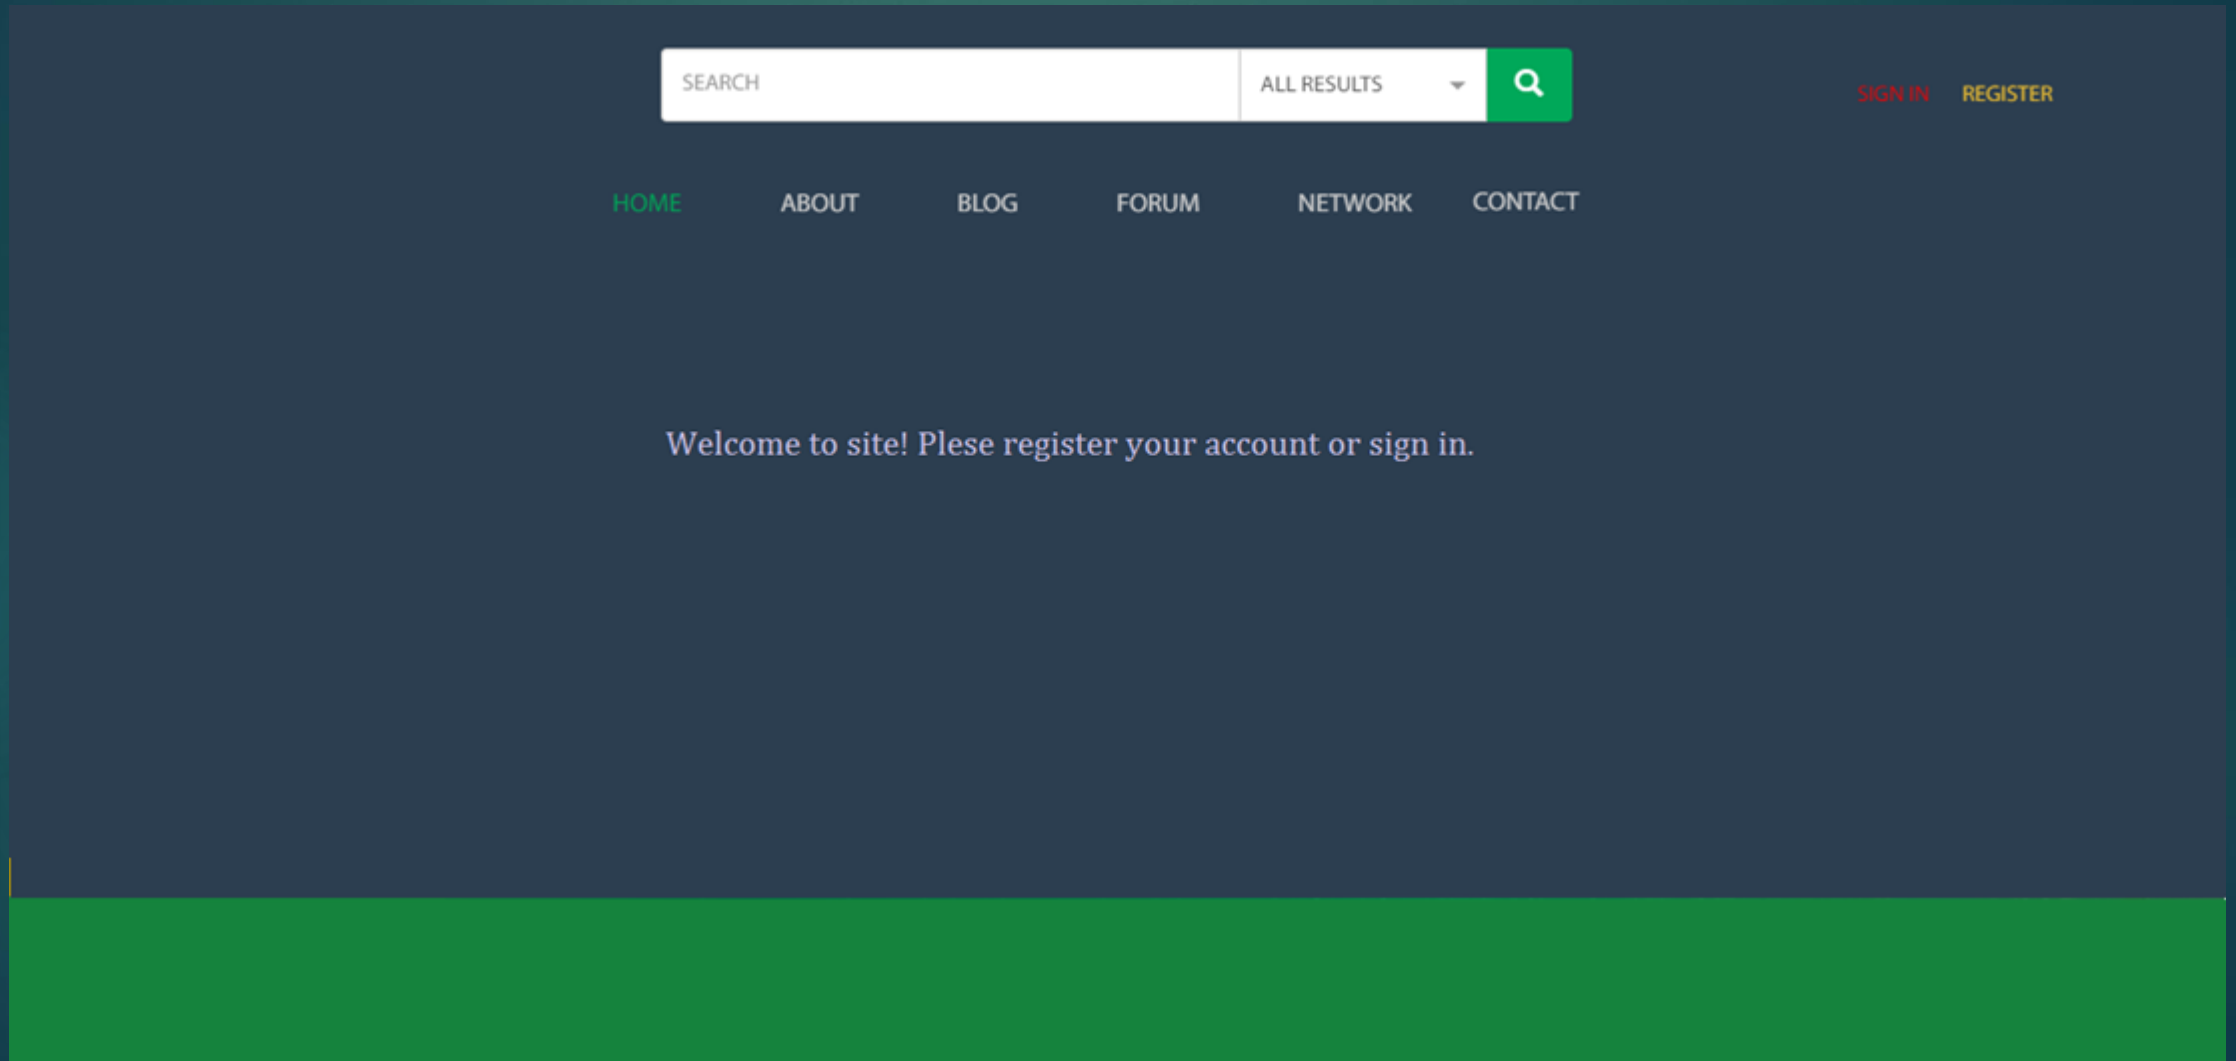 SEARCH
ALL RESULTS
SIGN IN REGISTER
HOME ABOUT BLOG FORUM NETWORK CONTACT
Welcome to site! Plese register your account or sign in.